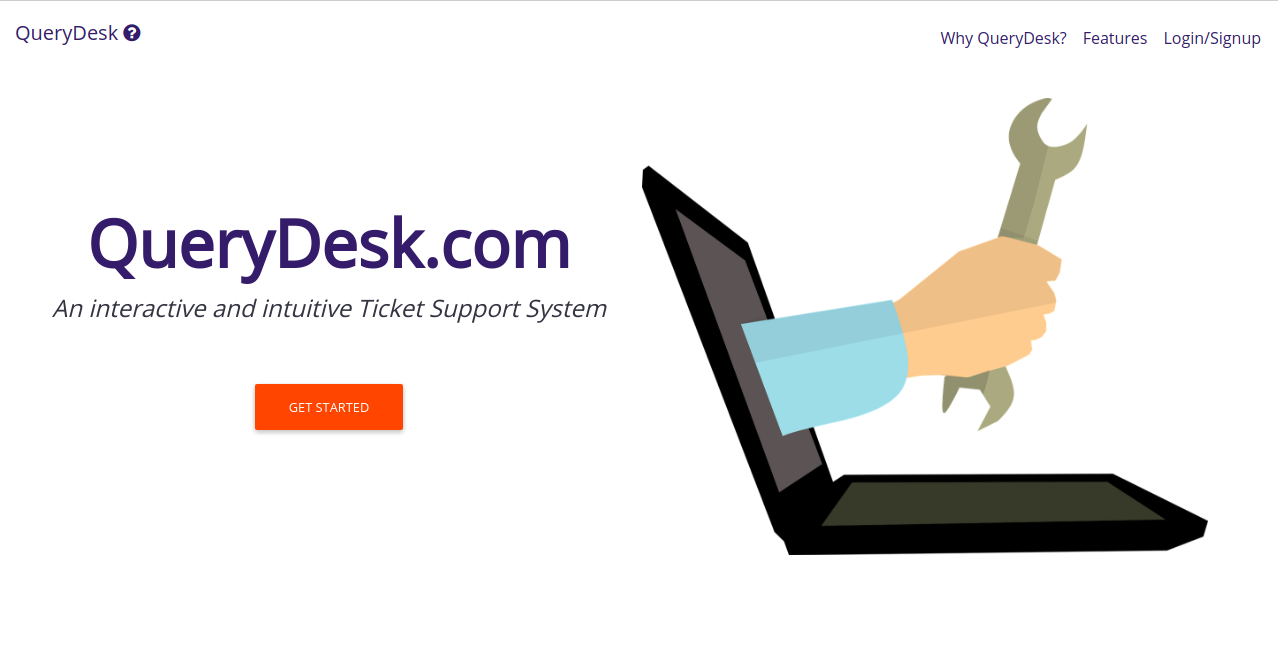 QueryDesk
Why QueryDesk? Features Login/Signup
QueryDesk.com
An interactive and intuitive Ticket Support System
GET STARTED